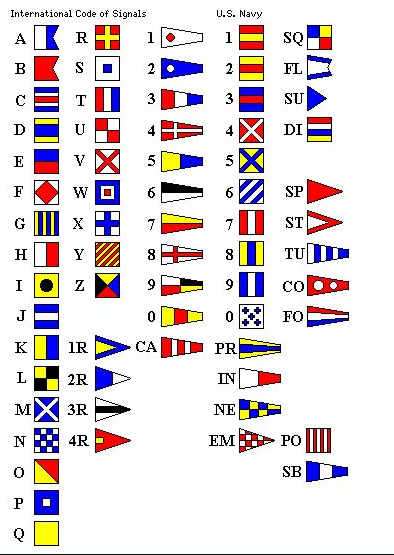 International Code of Signals U.S. Navy
A R 1 1 SQ
B S 2 2 FL
C T 3 3 SU
D U 4 4 DI
E V 5 5
F W 6 6 SP
G X 7 7 ST
H Y 8 8 TU
I Z 9 9 CO
J 0 0 FO
K 1R CA PR
L 2R IN
M 3R NE
N 4R EM PO
O SB
P
Q